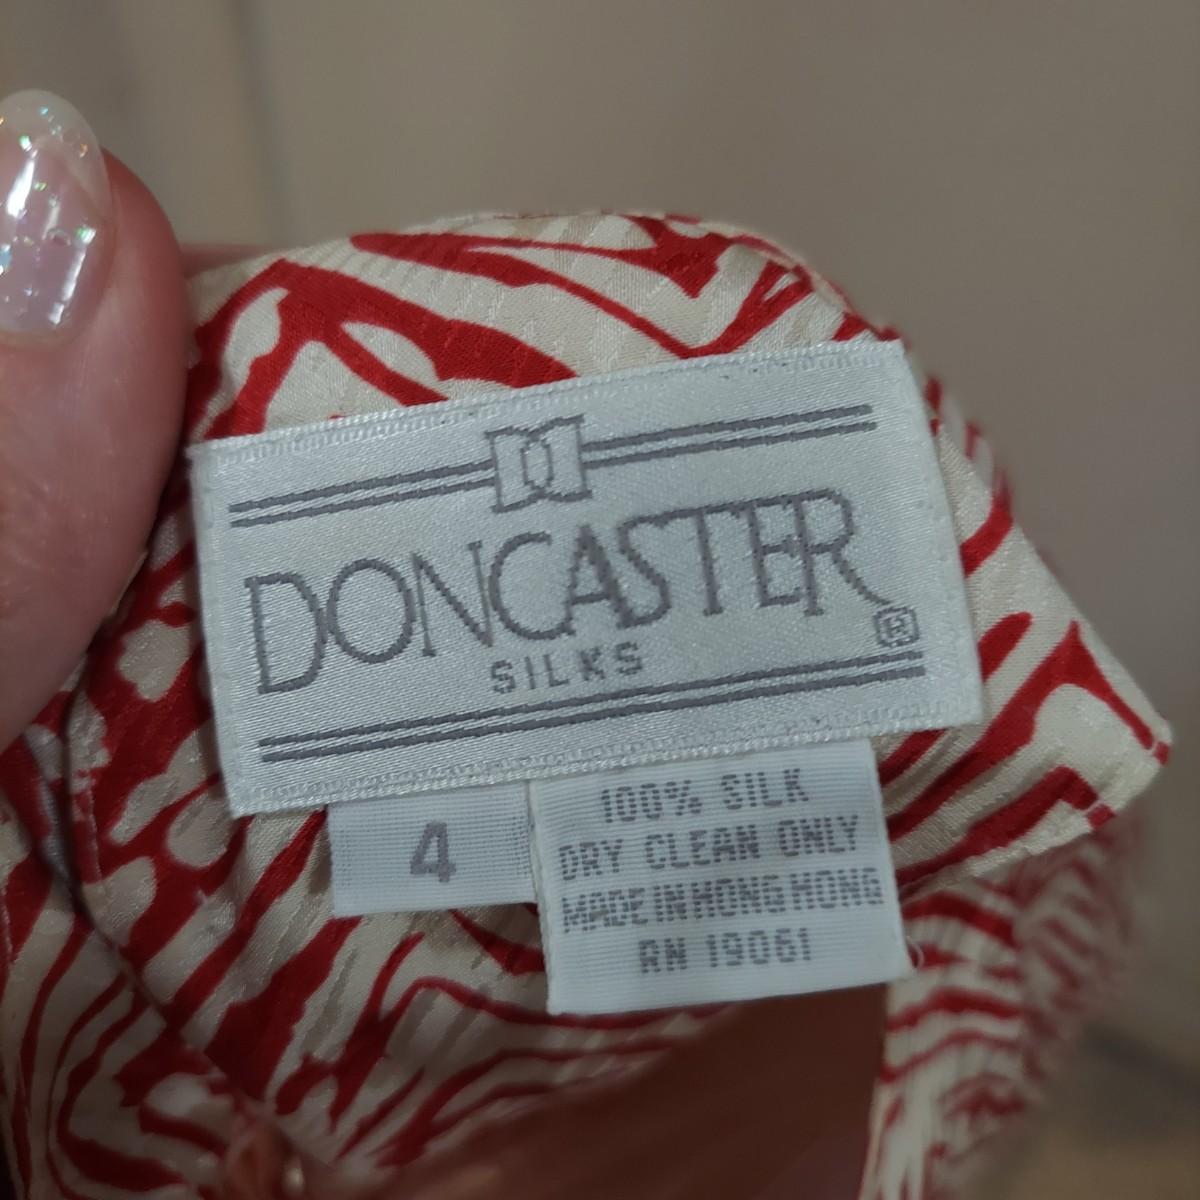 DONCASTER
SILKS
4
100% SILK
DRY CLEAN ONLY
MADE IN HONG HONG
RN 19061